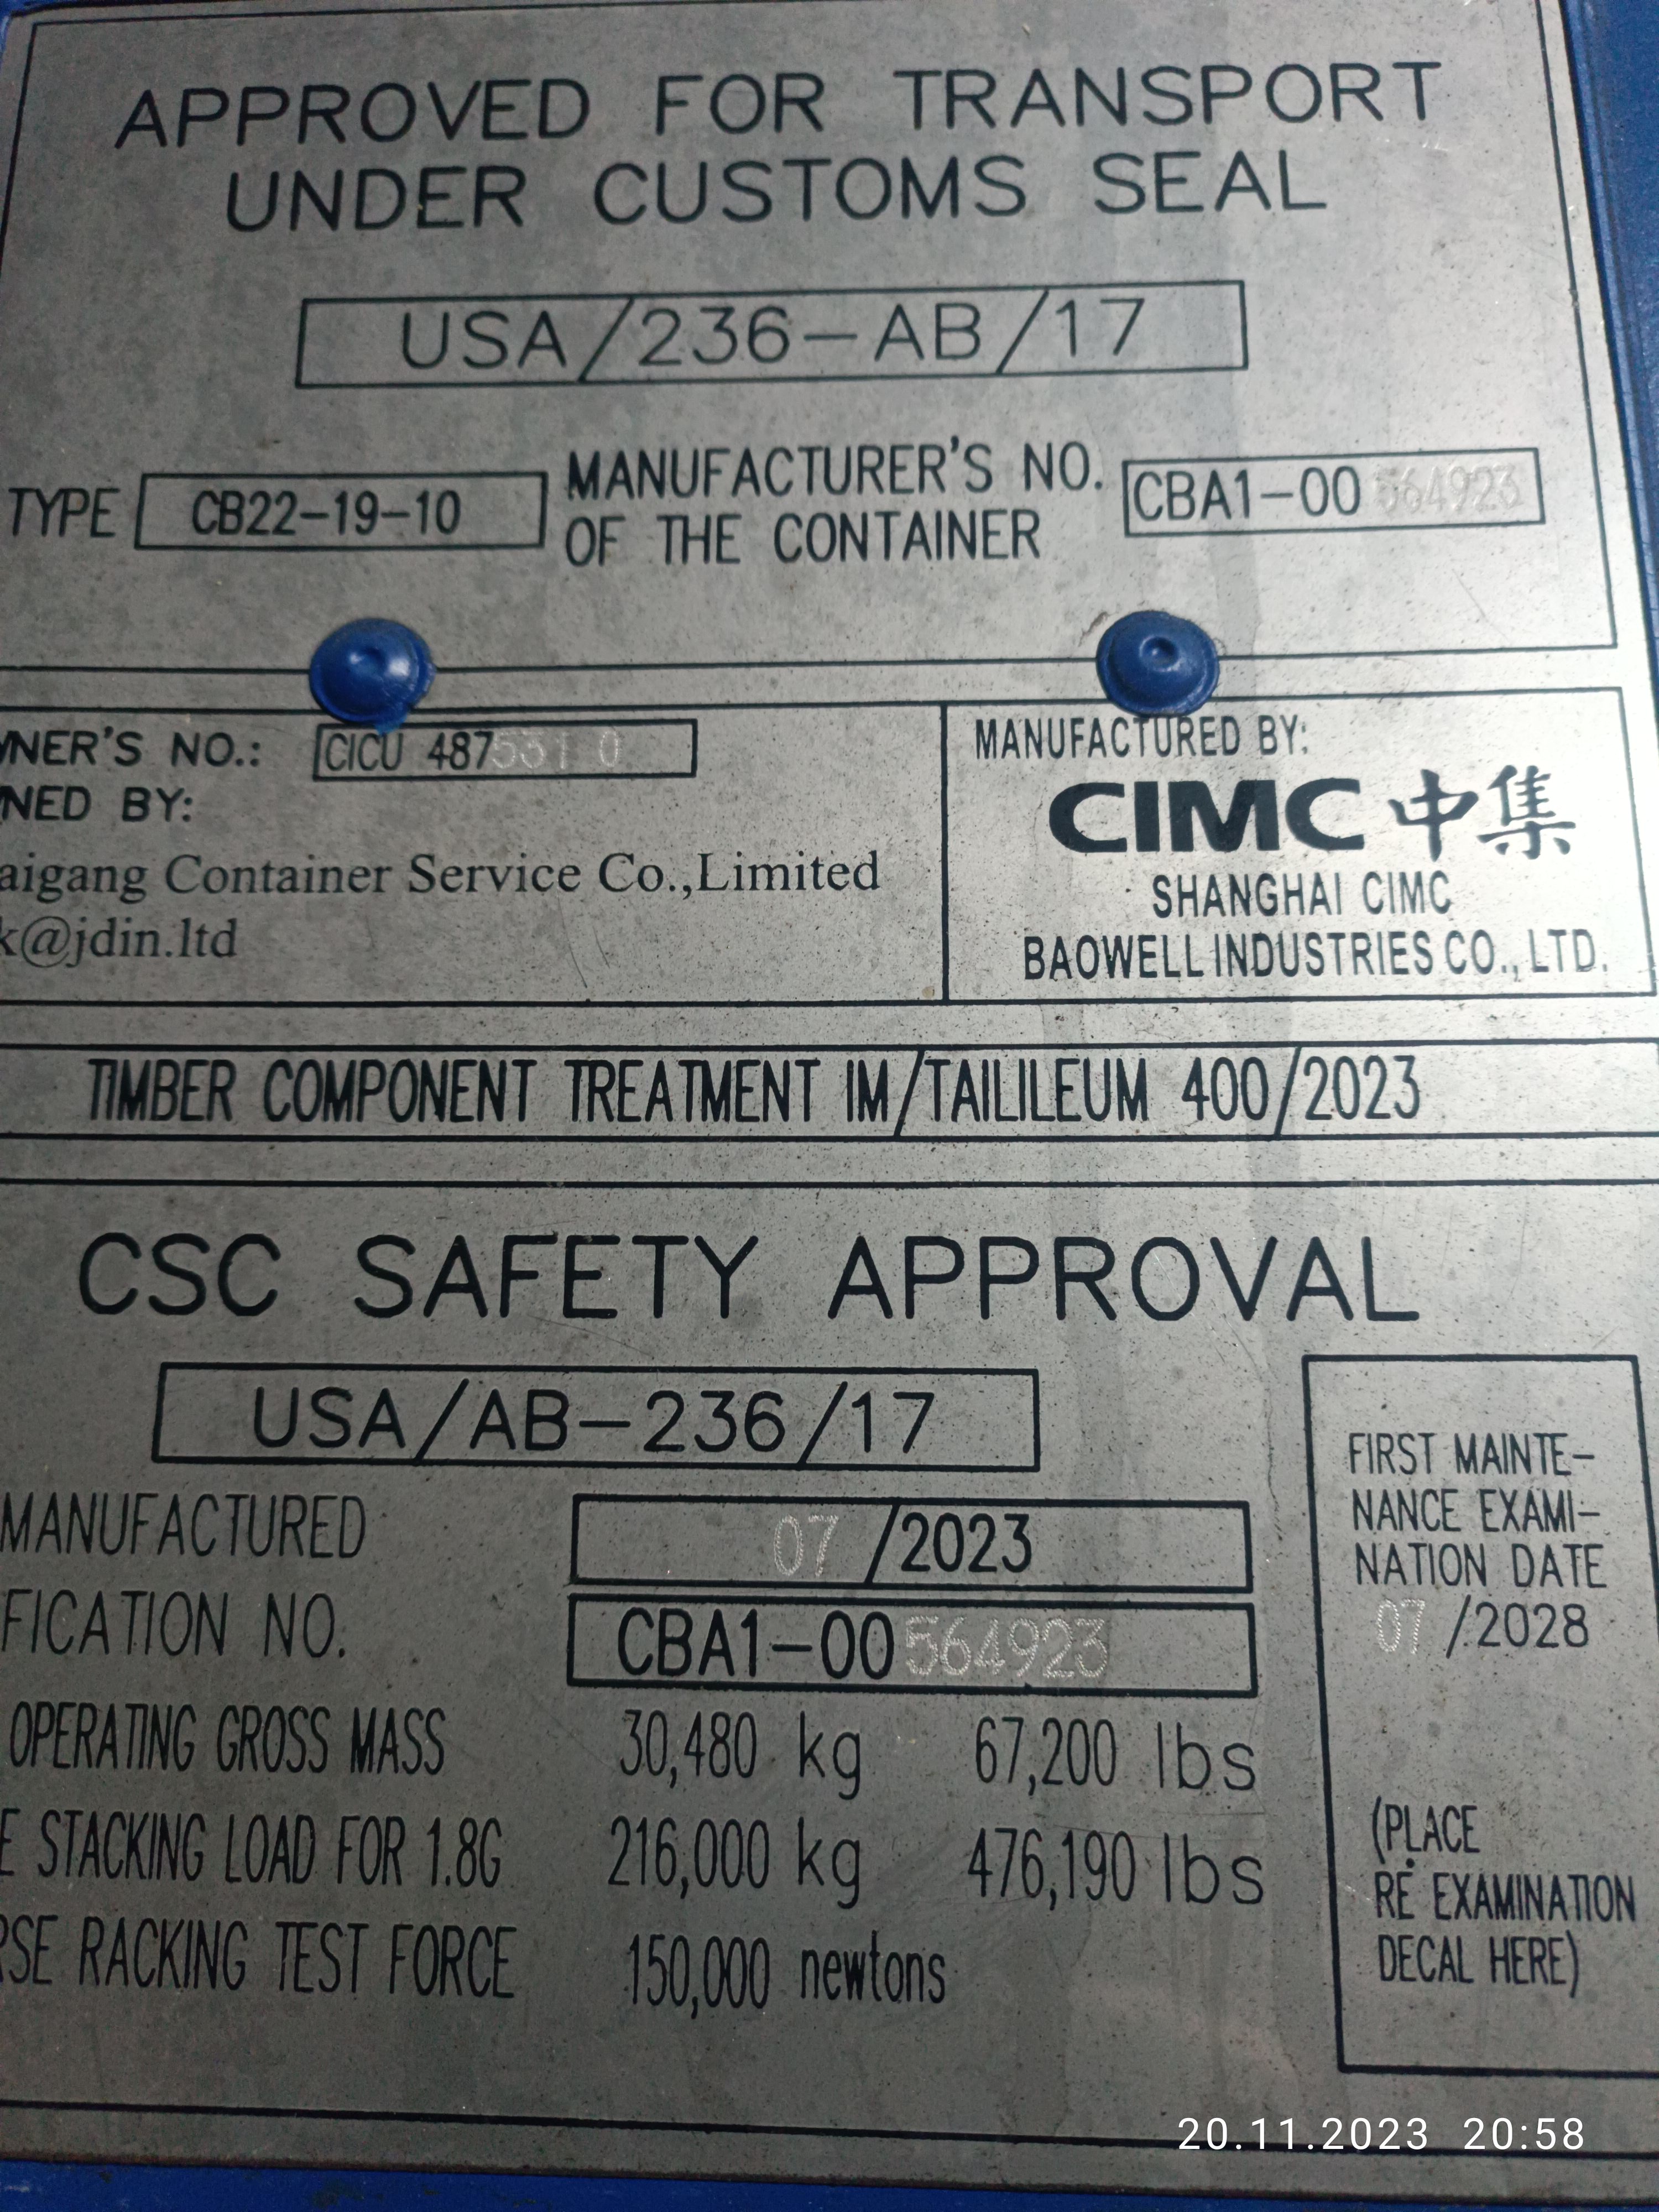 APPROVED FOR TRANSPORT
UNDER CUSTOMS SEAL
USA/236-AB/17
TYPE CB22-19-10 MANUFACTURER'S NO. OF THE CONTAINER CBA1-00 564923
WNER'S NO.: CICU 487531 0
NED BY:
aigang Container Service Co.,Limited
k@jdin.ltd
MANUFACTURED BY:
CIMC 中集
SHANGHAI CIMC
BAOWELL INDUSTRIES CO., LTD.
TIMBER COMPONENT TREATMENT IM/TAILILEUM 400/2023
CSC SAFETY APPROVAL
USA/AB-236/17
MANUFACTURED 07 /2023
FICATION NO. CBA1-00564923
OPERATING GROSS MASS 30,480 kg 67,200 lbs
E STACKING LOAD FOR 1.8G 216,000 kg 476,190 lbs
RSE RACKING TEST FORCE 150,000 newtons
FIRST MAINTE-
NANCE EXAMI-
NATION DATE
07 /2028
(PLACE
RE EXAMINATION
DECAL HERE)
20.11.2023 20:58